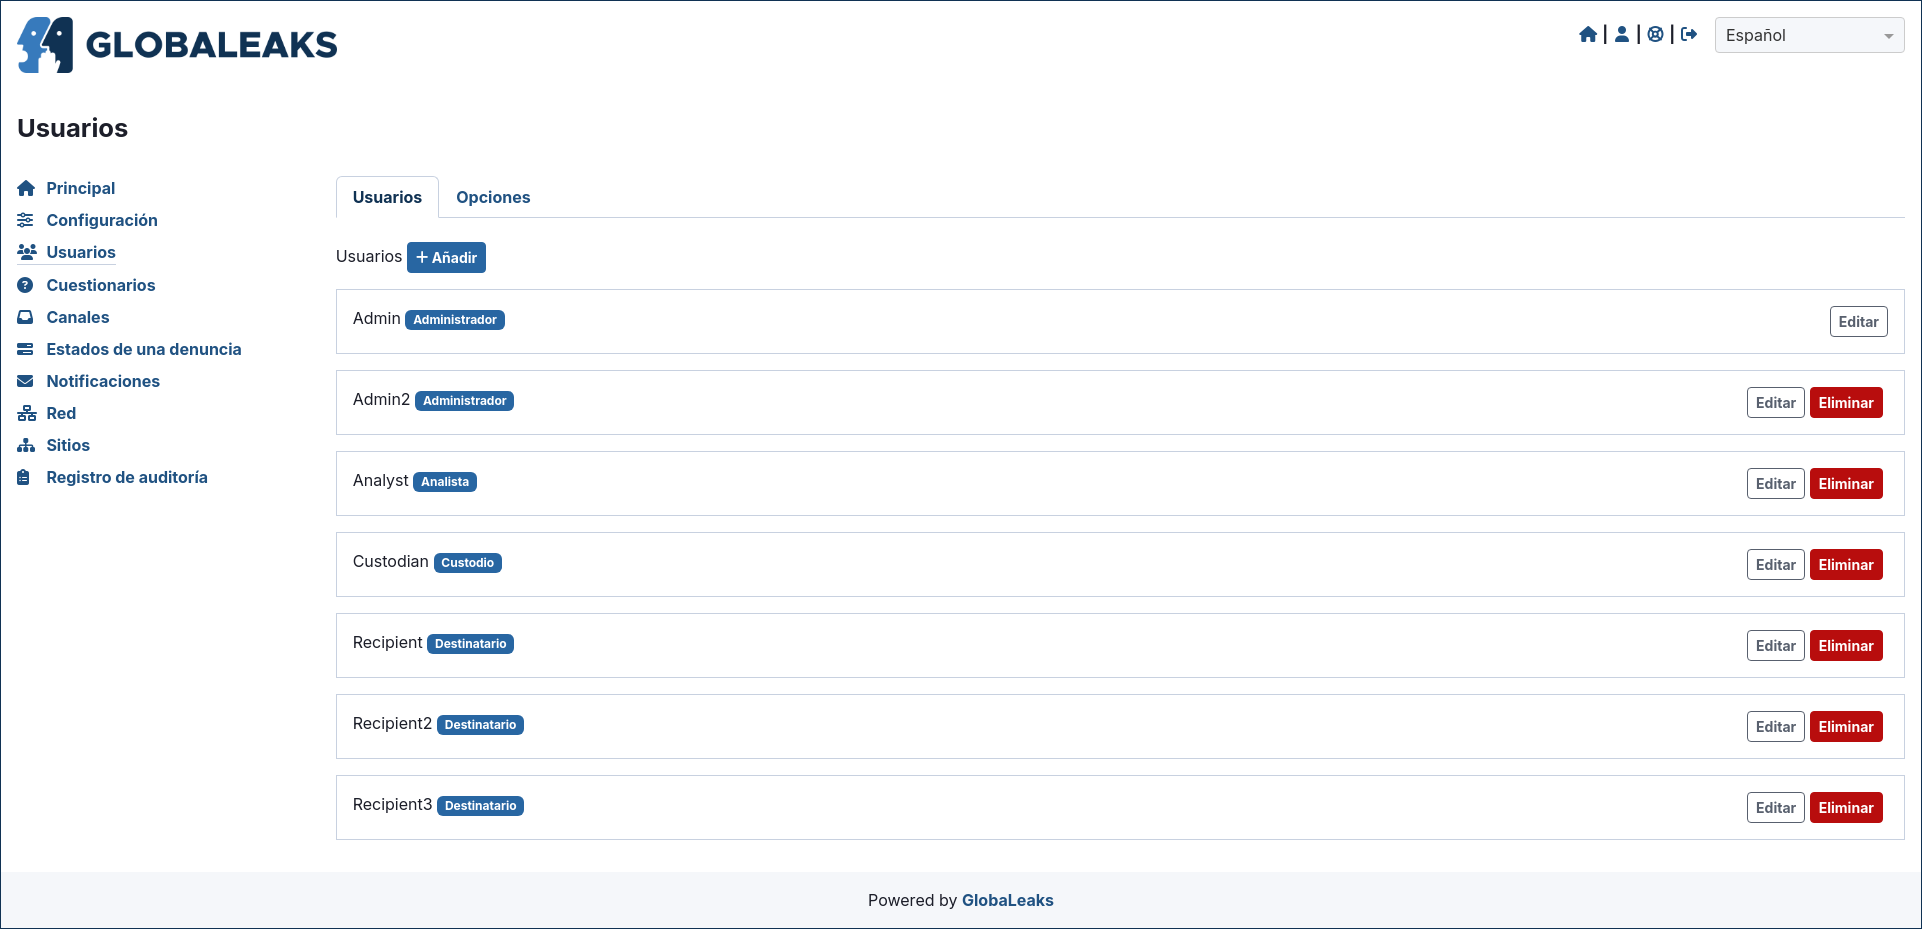 GLOBALEAKS
Español
Usuarios
Principal
Configuración
Usuarios
Cuestionarios
Canales
Estados de una denuncia
Notificaciones
Red
Sitios
Registro de auditoría
Usuarios Opciones
Usuarios + Añadir
Admin Administrador Editar
Admin2 Administrador Editar Eliminar
Analyst Analista Editar Eliminar
Custodian Custodio Editar Eliminar
Recipient Destinatario Editar Eliminar
Recipient2 Destinatario Editar Eliminar
Recipient3 Destinatario Editar Eliminar
Powered by GlobaLeaks